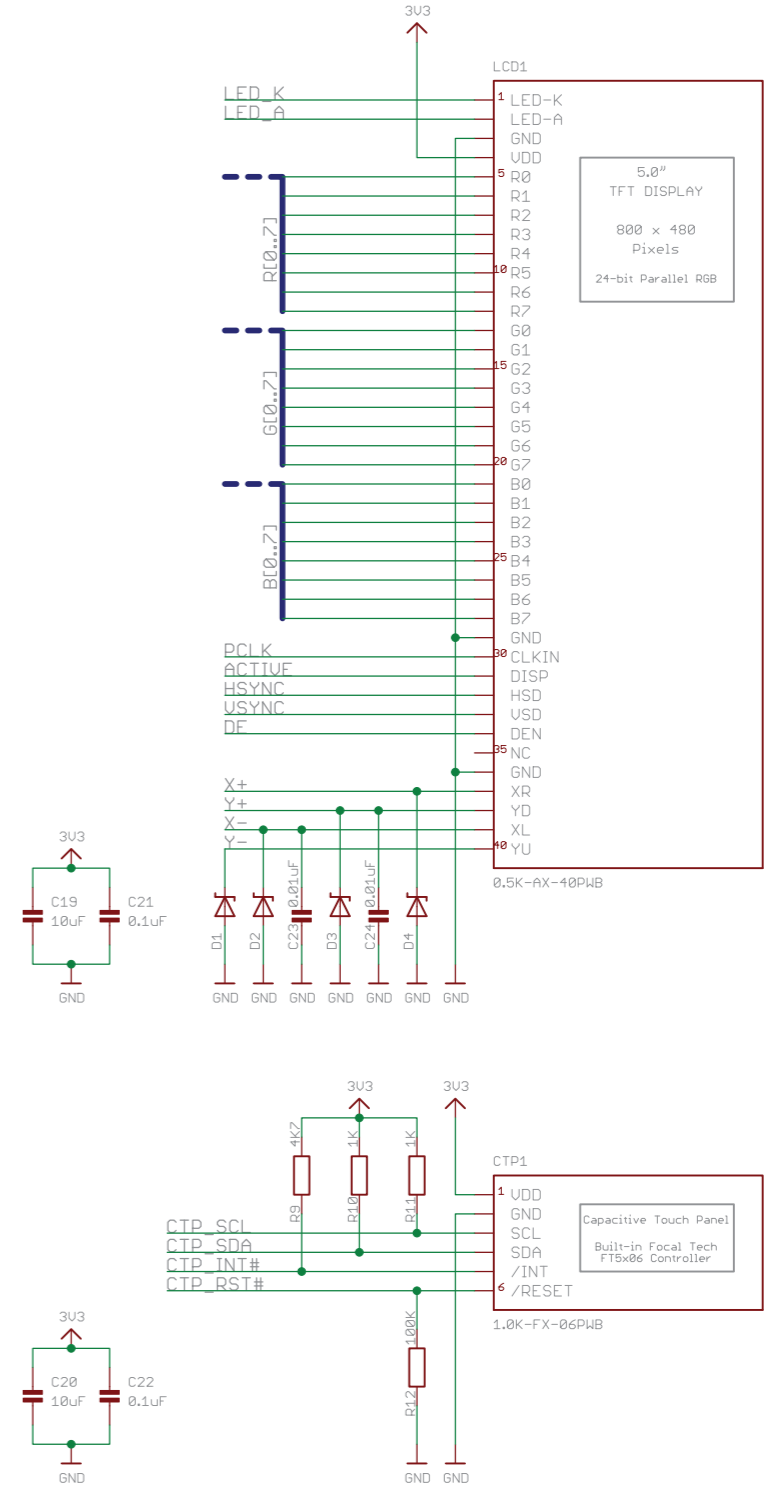 3V3
LCD1
LED_K
1 LED-K
LED_A
LED-A
GND
VDD
5 R0
R1
R2
R3
R4
10 R5
R6
R7
R[0..7]
5.0"
TFT DISPLAY
800 x 480
Pixels
24-bit Parallel RGB
G0
G1
15 G2
G3
G4
G5
G6
20 G7
G[0..7]
B0
B1
B2
B3
25 B4
B5
B6
B7
B[0..7]
GND
PCLK
30 CLKIN
ACTIVE
DISP
HSYNC
HSD
VSYNC
VSD
DE
DEN
35 NC
GND
X+
XR
Y+
YD
X-
XL
Y-
40 YU
0.5K-AX-40PWB
3V3
C19
10uF
C21
0.1uF
GND
D1
D2
C23
0.01uF
D3
C24
0.01uF
D4
GND GND GND GND GND GND GND
3V3
3V3
4K7
R9
1K
R10
1K
R11
CTP1
1 VDD
GND
CTP_SCL
SCL
CTP_SDA
SDA
CTP_INT#
/INT
CTP_RST#
6 /RESET
Capacitive Touch Panel
Built-in Focal Tech
FT5x06 Controller
1.0K-FX-06PWB
100K
R12
3V3
C20
10uF
C22
0.1uF
GND
GND GND